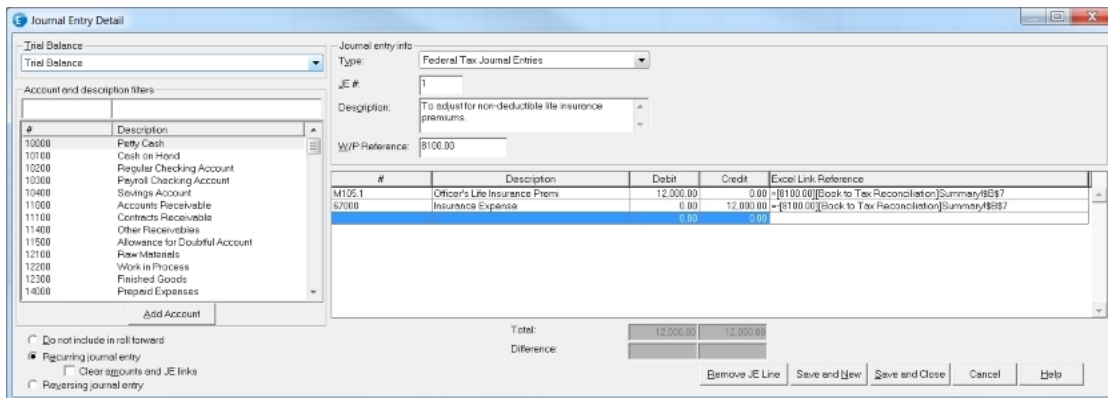 Journal Entry Detail
Trial Balance
Trial Balance
Account and description filters
# Description
10000 Petty Cash
10100 Cash on Hand
10200 Regular Checking Account
10300 Payroll Checking Account
10400 Savings Account
11000 Accounts Receivable
11100 Contracts Receivable
11400 Other Receivables
11500 Allowance for Doubtful Account
12100 Raw Materials
12200 Work in Process
12300 Finished Goods
14000 Prepaid Expenses
Add Account
Do not include in roll forward
Recurring journal entry
Clear amounts and JE links
Reversing journal entry
Journal entry info
Type: Federal Tax Journal Entries
JE #: 1
Description: To adjust for non-deductible life insurance
premiums.
W/P Reference: 8100.00
# Description Debit Credit Excel Link Reference
M105.1 Officer's Life Insurance Premi 12,000.00 0.00 =[8100.00][Book to Tax Reconciliation]Summary!$B$7
67000 Insurance Expense 0.00 12,000.00 =-[8100.00][Book to Tax Reconciliation]Summary!$B$7
0.00 0.00
Total: 12,000.00 12,000.00
Difference:
Remove JE Line Save and New Save and Close Cancel Help